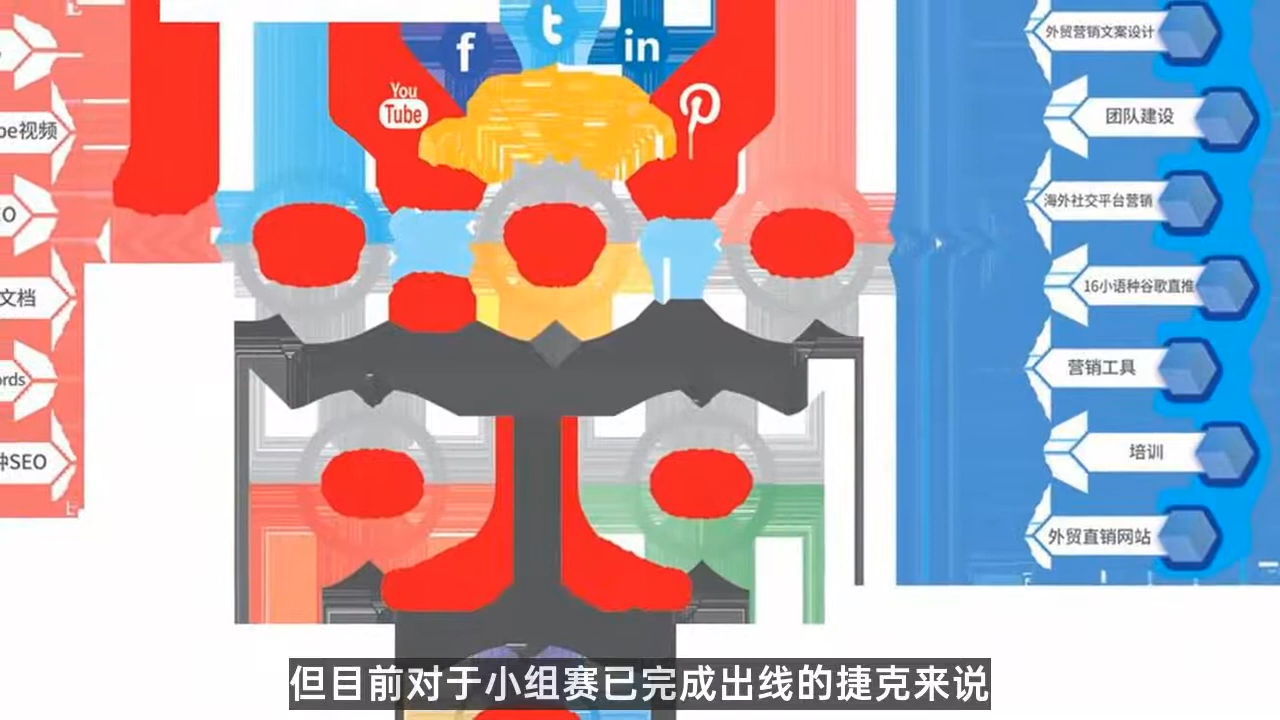 f
t
in
You
Tube
be视频
O
文档
ords
种SEO
外贸营销文案设计
团队建设
海外社交平台营销
16小语种谷歌直推
营销工具
培训
外贸直销网站
但目前对于小组赛已完成出线的捷克来说